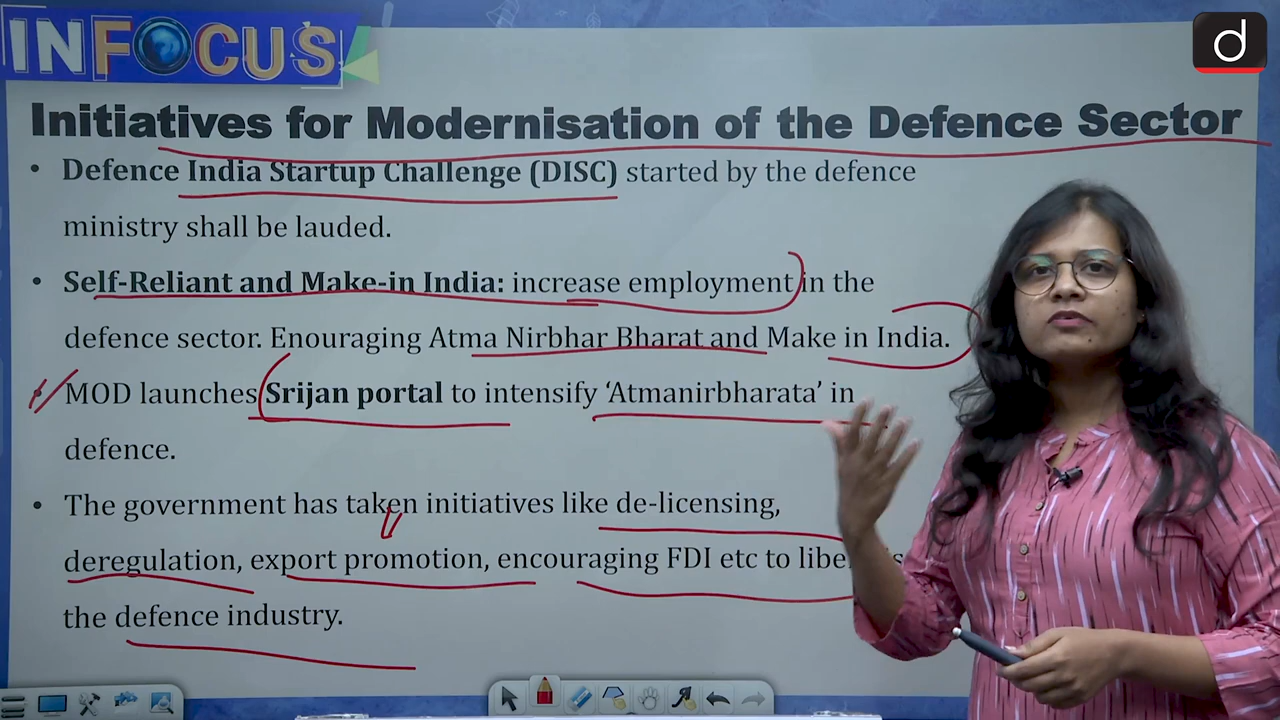 INFOCUS
d
Initiatives for Modernisation of the Defence Sector
• Defence India Startup Challenge (DISC) started by the defence
ministry shall be lauded.
• Self-Reliant and Make-in India: increase employment in the
defence sector. Enouraging Atma Nirbhar Bharat and Make in India.
• MOD launches Srijan portal to intensify ‘Atmanirbharata’ in
defence.
• The government has taken initiatives like de-licensing,
deregulation, export promotion, encouraging FDI etc to
the defence industry.